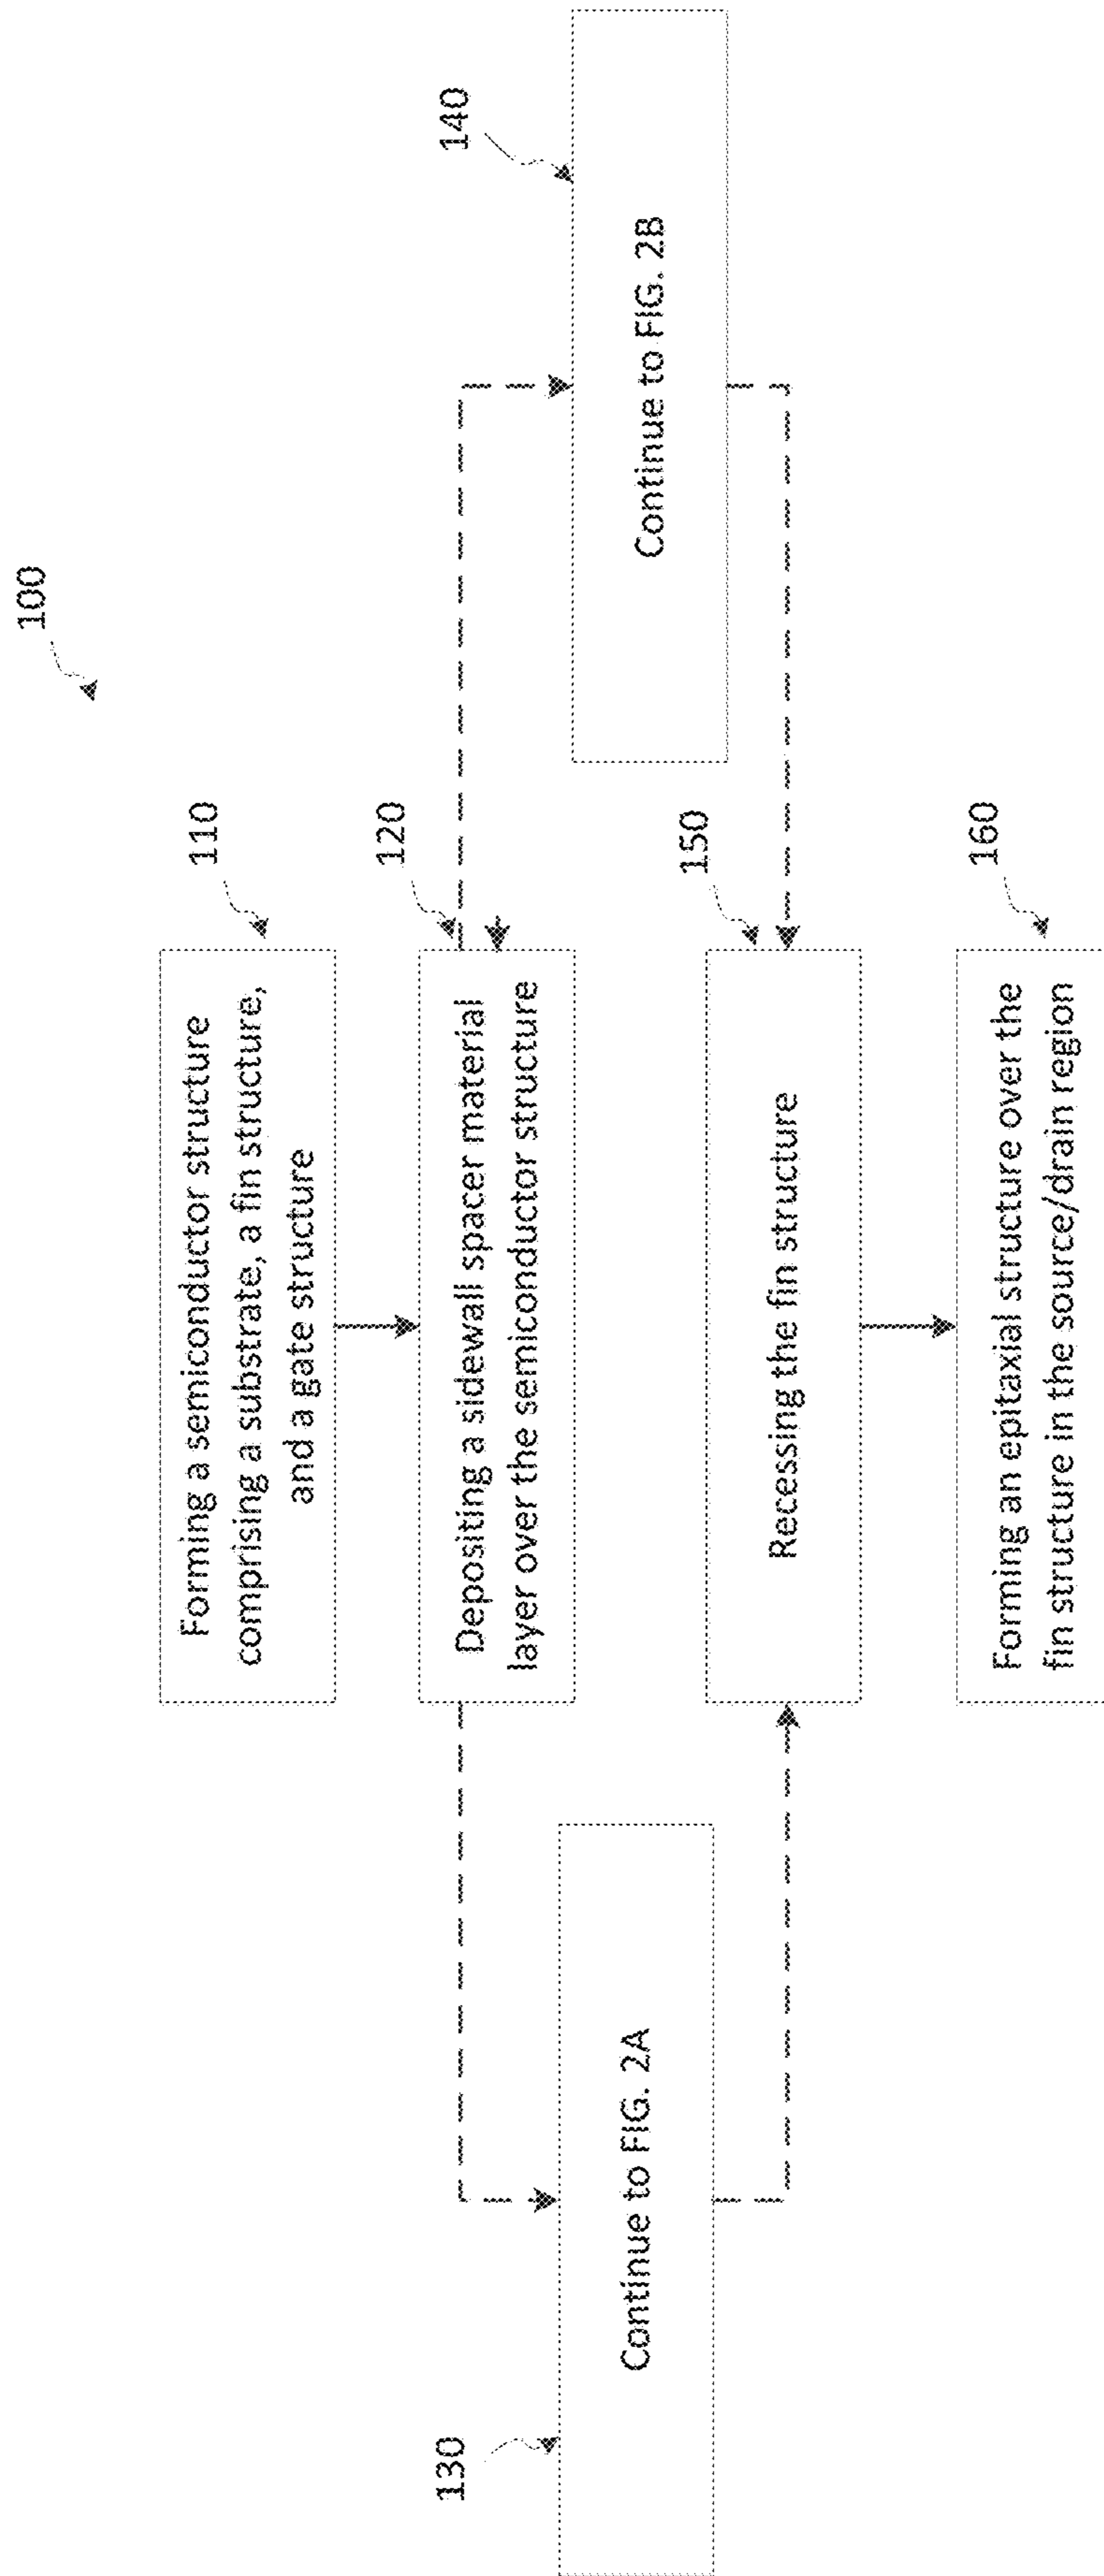 100
110
Forming a semiconductor structure
comprising a substrate, a fin structure,
and a gate structure
120
Depositing a sidewall spacer material
layer over the semiconductor structure
130
Continue to FIG. 2A
140
Continue to FIG. 2B
150
Recessing the fin structure
160
Forming an epitaxial structure over the
fin structure in the source/drain region